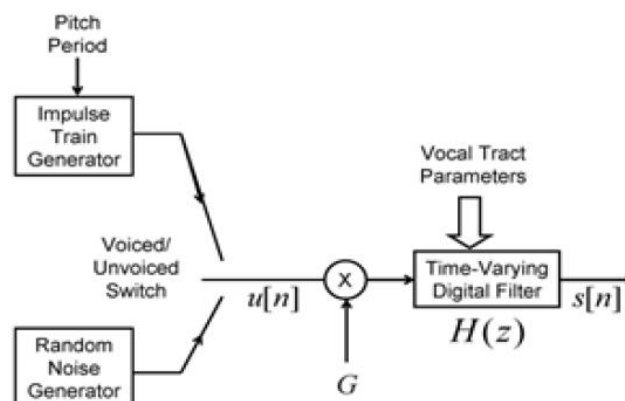 Pitch
Period
Impulse
Train
Generator
Vocal Tract
Parameters
Voiced/
Unvoiced
Switch
u[n]
X
Time-Varying
Digital Filter
s[n]
H(z)
Random
Noise
Generator
G